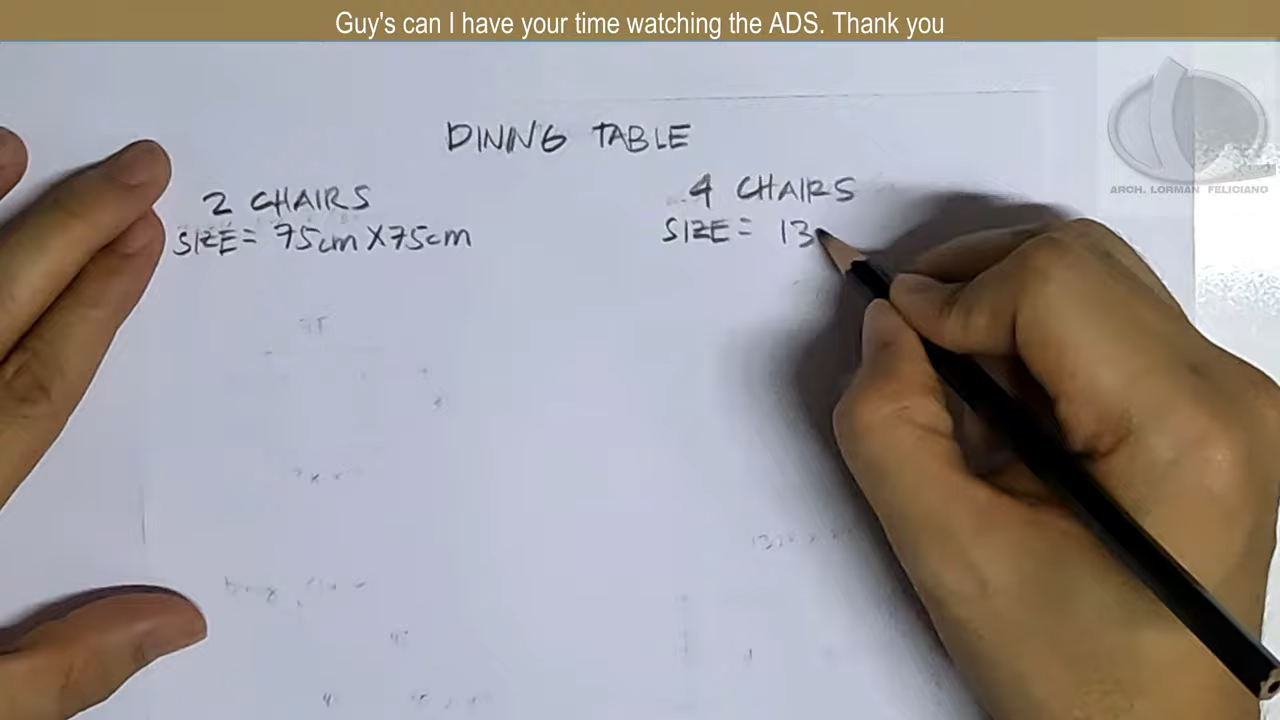 Guy's can I have your time watching the ADS. Thank you
ARCH. LORMAN FELICIANO
DINING TABLE
2 CHAIRS
SIZE = 75cm X 75cm
4 CHAIRS
SIZE = 13